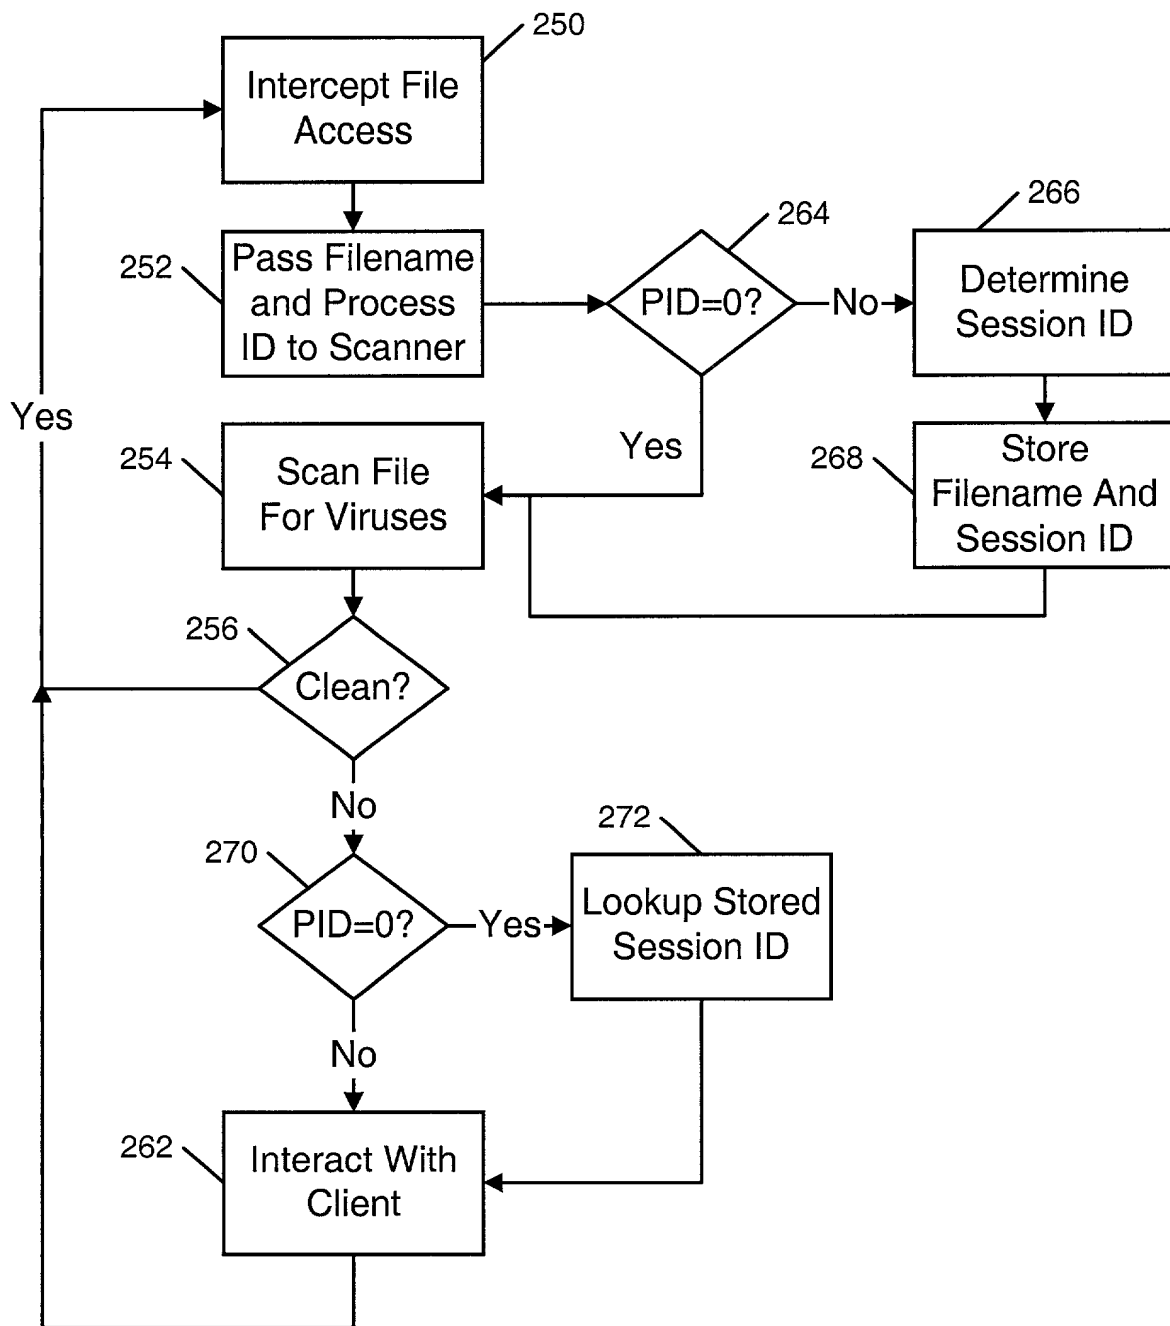 250
Intercept File
Access
252
Pass Filename
and Process
ID to Scanner
264
PID=0?
No
266
Determine
Session ID
Yes
268
Store
Filename And
Session ID
Yes
254
Scan File
For Viruses
256
Clean?
No
270
PID=0?
Yes
272
Lookup Stored
Session ID
No
262
Interact With
Client